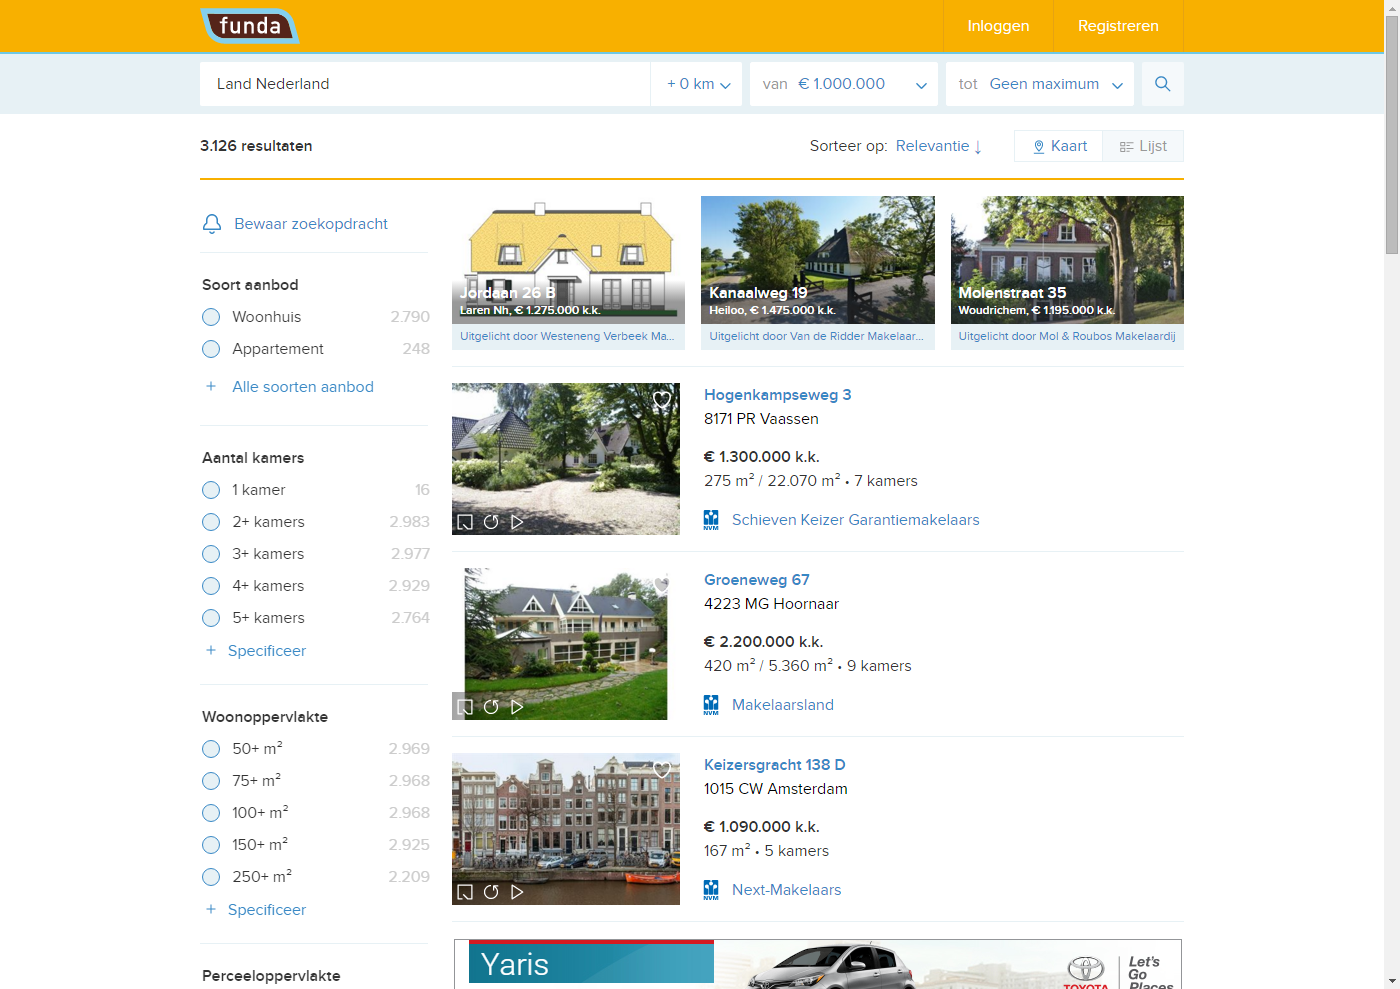 funda
Inloggen
Registreren
Land Nederland
+ 0 km
van € 1.000.000
tot Geen maximum
3.126 resultaten
Sorteer op: Relevantie ↓
Kaart
Lijst
Bewaar zoekopdracht
Soort aanbod
Woonhuis 2.790
Appartement 248
+ Alle soorten aanbod
Aantal kamers
1 kamer 16
2+ kamers 2.983
3+ kamers 2.977
4+ kamers 2.929
5+ kamers 2.764
+ Specificeer
Woonoppervlakte
50+ m² 2.969
75+ m² 2.968
100+ m² 2.968
150+ m² 2.925
250+ m² 2.209
+ Specificeer
Perceeloppervlakte
Jordaan 26 B
Laren Nh, € 1.275.000 k.k.
Uitgelicht door Westeneng Verbeek Ma...
Kanaalweg 19
Heiloo, € 1.475.000 k.k.
Uitgelicht door Van de Ridder Makelaar...
Molenstraat 35
Woudrichem, € 1.195.000 k.k.
Uitgelicht door Mol & Roubos Makelaardij
Hogenkampseweg 3
8171 PR Vaassen
€ 1.300.000 k.k.
275 m² / 22.070 m² • 7 kamers
NVM
Schieven Keizer Garantiemakelaars
Groeneweg 67
4223 MG Hoornaar
€ 2.200.000 k.k.
420 m² / 5.360 m² • 9 kamers
NVM
Makelaarsland
Keizersgracht 138 D
1015 CW Amsterdam
€ 1.090.000 k.k.
167 m² • 5 kamers
NVM
Next-Makelaars
Yaris
TOYOTA
Let's
Go
Places